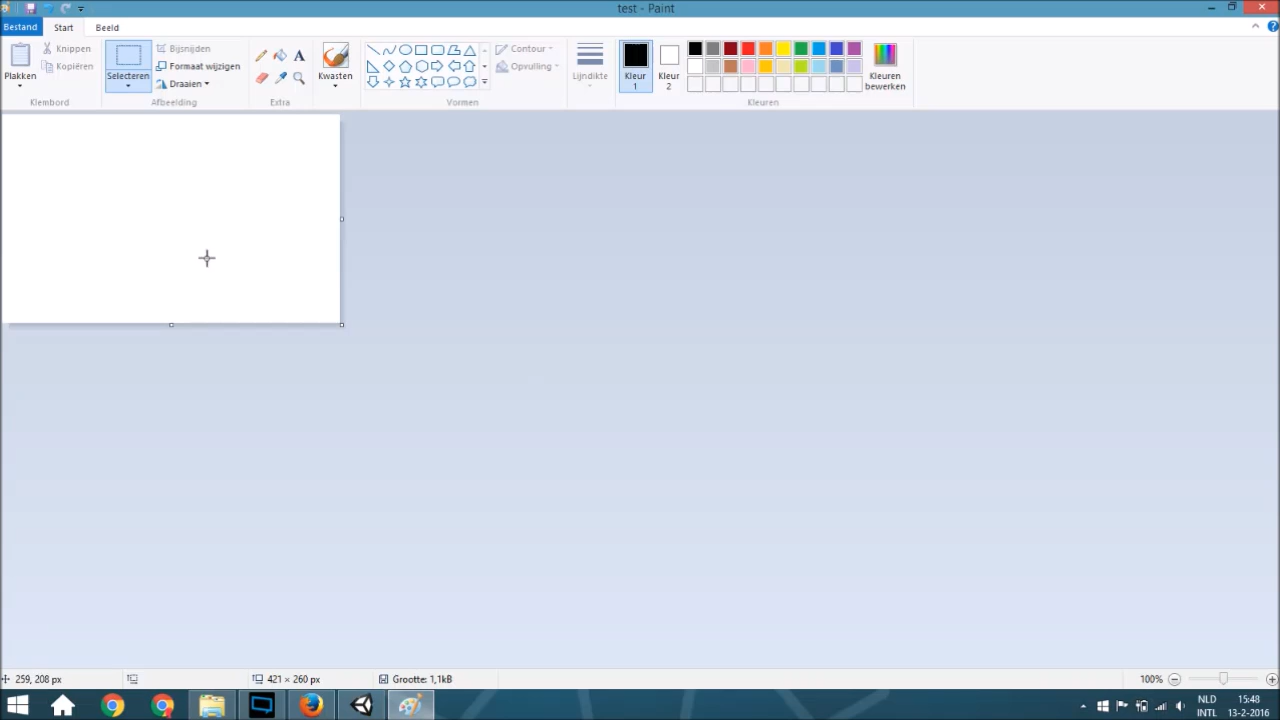 test - Paint
Bestand Start Beeld
Plakken
Knippen
Kopiëren
Klembord
Selecteren
Bijsnijden
Formaat wijzigen
Draaien
Afbeelding
A
Extra
Kwasten
Contour
Opvulling
Vormen
Lijndikte
Kleur
1
Kleur
2
Kleuren
bewerken
Kleuren
259, 208 px
421 × 260 px
Grootte: 1,1kB
100%
NLD
INTL
15:48
13-2-2016